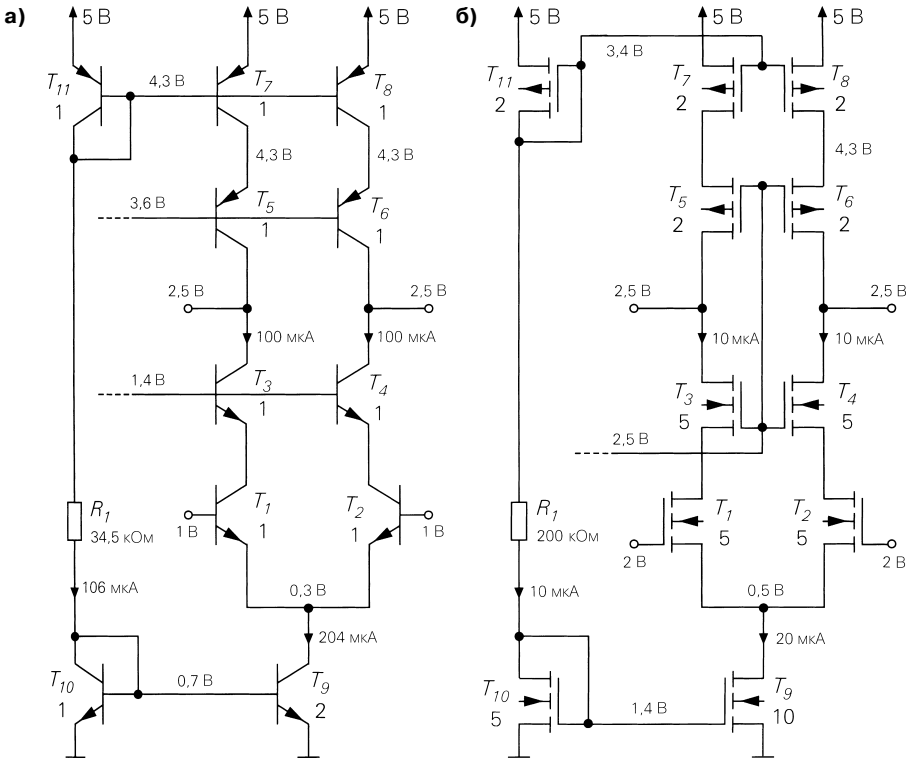 а)
5 В
5 В
5 В
T11
1
4,3 В
T7
1
T8
1
4,3 В
4,3 В
3,6 В
T5
1
T6
1
2,5 В
2,5 В
100 мкА
100 мкА
1,4 В
T3
1
T4
1
R1
34,5 кОм
1 В
T1
1
T2
1
1 В
106 мкА
0,3 В
204 мкА
T10
1
0,7 В
T9
2
б)
5 В
5 В
5 В
3,4 В
T11
2
T7
2
T8
2
4,3 В
T5
2
T6
2
2,5 В
2,5 В
10 мкА
10 мкА
T3
5
T4
5
2,5 В
R1
200 кОм
T1
5
T2
5
2 В
2 В
10 мкА
0,5 В
20 мкА
T10
5
1,4 В
T9
10